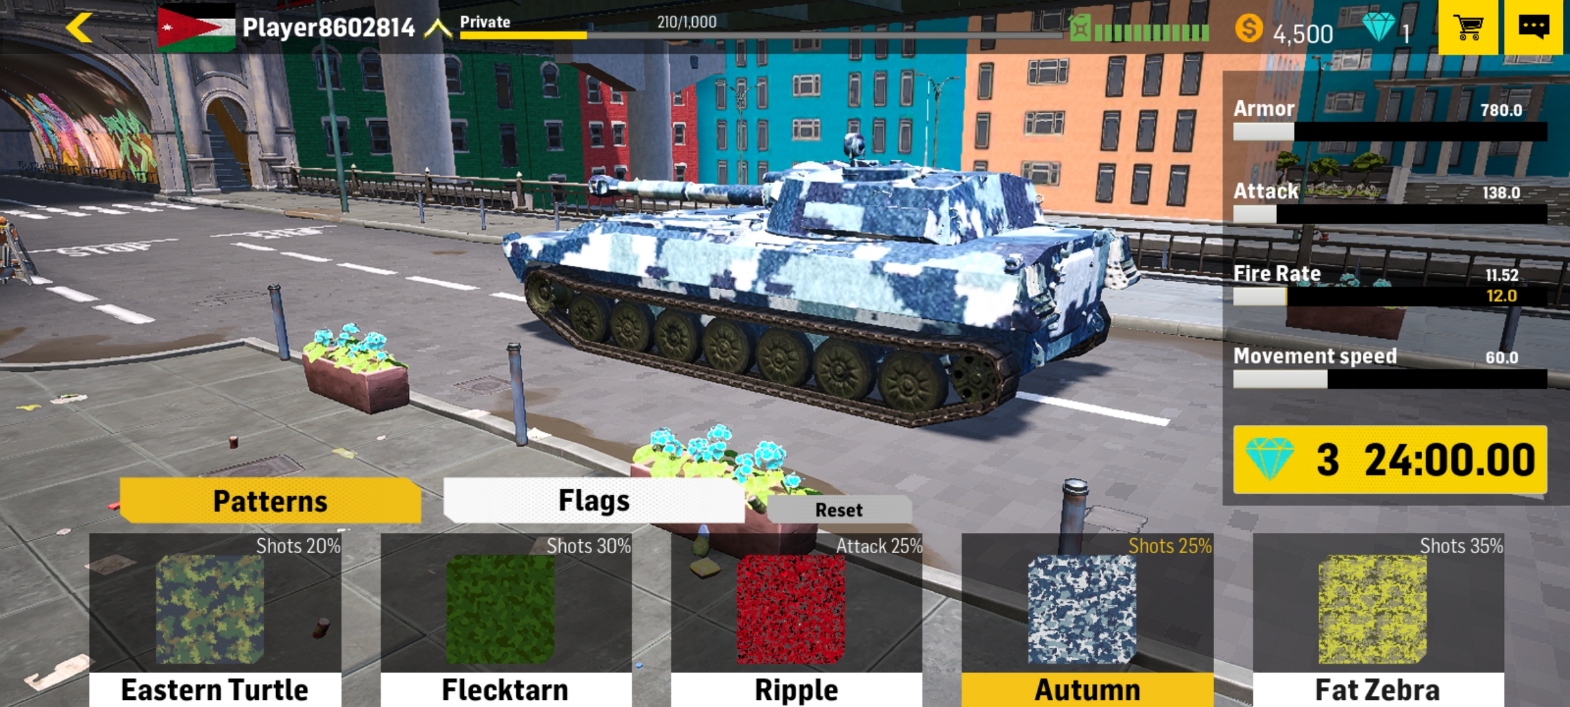 Player8602814
Private
210/1,000
4,500
1
Armor
780.0
Attack
138.0
Fire Rate
11.52
12.0
Movement speed
60.0
3 24:00.00
STOP
Patterns
Flags
Reset
Shots 20%
Shots 30%
Attack 25%
Shots 25%
Shots 35%
Eastern Turtle
Flecktarn
Ripple
Autumn
Fat Zebra